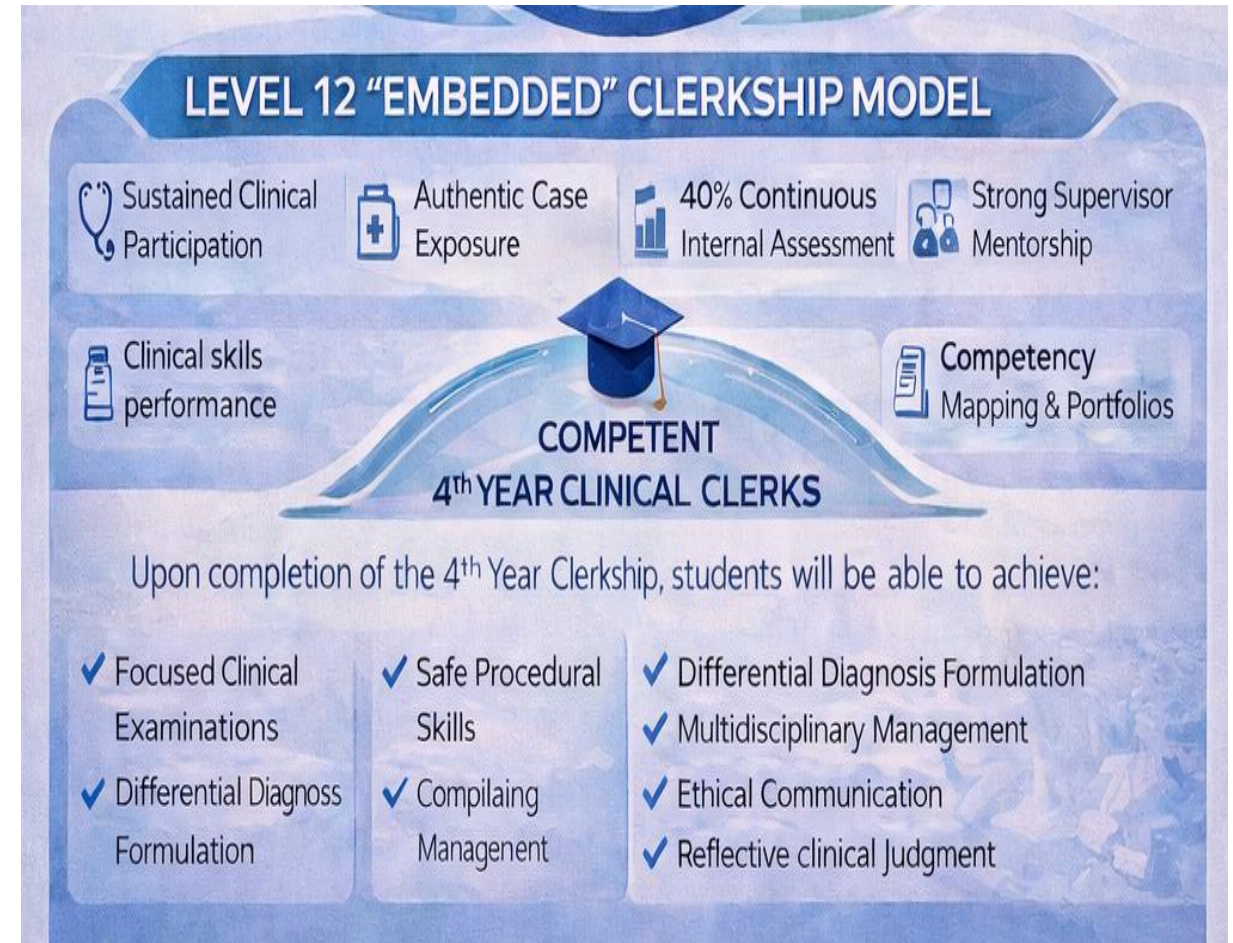 LEVEL 12 “EMBEDDED” CLERKSHIP MODEL
Sustained Clinical
Participation
Authentic Case
Exposure
40% Continuous
Internal Assessment
Strong Supervisor
Mentorship
Clinical skils
performance
Competency
Mapping & Portfolios
COMPETENT
4th YEAR CLINICAL CLERKS
Upon completion of the 4th Year Clerkship, students will be able to achieve:
✓ Focused Clinical
Examinations
✓ Differential Diagnoss
Formulation
✓ Safe Procedural
Skills
✓ Compilaing
Managenent
✓ Differential Diagnosis Formulation
✓ Multidisciplinary Management
✓ Ethical Communication
✓ Reflective clinical Judgment